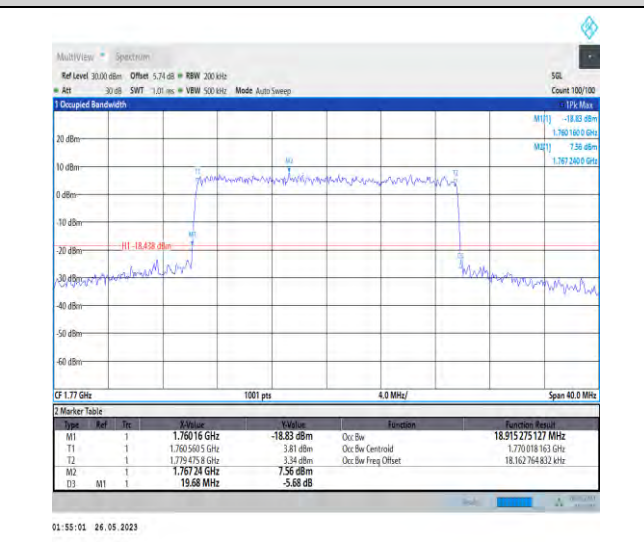 MultiView Spectrum
Ref Level 30.00 dBm Offset 5.74 dB RBW 200 kHz SGL
Att 30 dB SWT 1.01 ms VBW 500 kHz Mode Auto Sweep Count 100/100
1 Occupied Bandwidth 1Pk Max
M1[1] -18.83 dBm
1.760 160 0 GHz
M2[1] 7.56 dBm
1.767 240 0 GHz
20 dBm
10 dBm
M2
T1
T2
0 dBm
-10 dBm
M1
H1 -18.438 dBm
-20 dBm
-30 dBm
-40 dBm
-50 dBm
-60 dBm
CF 1.77 GHz 1001 pts 4.0 MHz/ Span 40.0 MHz
2 Marker Table
Type Ref Trc X-Value Y-Value Function Function Result
M1 1 1.76016 GHz -18.83 dBm Occ Bw 18.915 275 127 MHz
T1 1 1.760 560 5 GHz 3.81 dBm Occ Bw Centroid 1.770 018 163 GHz
T2 1 1.779 475 8 GHz 3.34 dBm Occ Bw Freq Offset 18.162 764 832 kHz
M2 1 1.76724 GHz 7.56 dBm
D3 M1 1 19.68 MHz -5.68 dB
01:55:01 26.05.2023